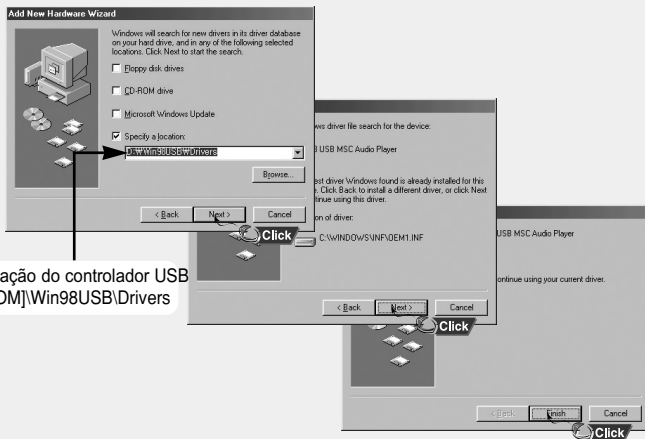 Add New Hardware Wizard
Windows will search for new drivers in its driver database
on your hard drive, and in any of the following selected
locations. Click Next to start the search.
Floppy disk drives
CD-ROM drive
Microsoft Windows Update
Specify a location:
D:₩Win98USB₩Drivers
Browse...
< Back
Next >
Cancel
Click
ação do controlador USB
OM]\Win98USB\Drivers
ws driver file search for the device:
USB MSC Audio Player
est driver Windows found is already installed for this
. Click Back to install a different driver, or click Next
tinue using this driver.
on of driver:
C:\WINDOWS\INF\OEM1.INF
< Back
Next >
Cancel
Click
USB MSC Audio Player
ontinue using your current driver.
< Back
Finish
Cancel
Click